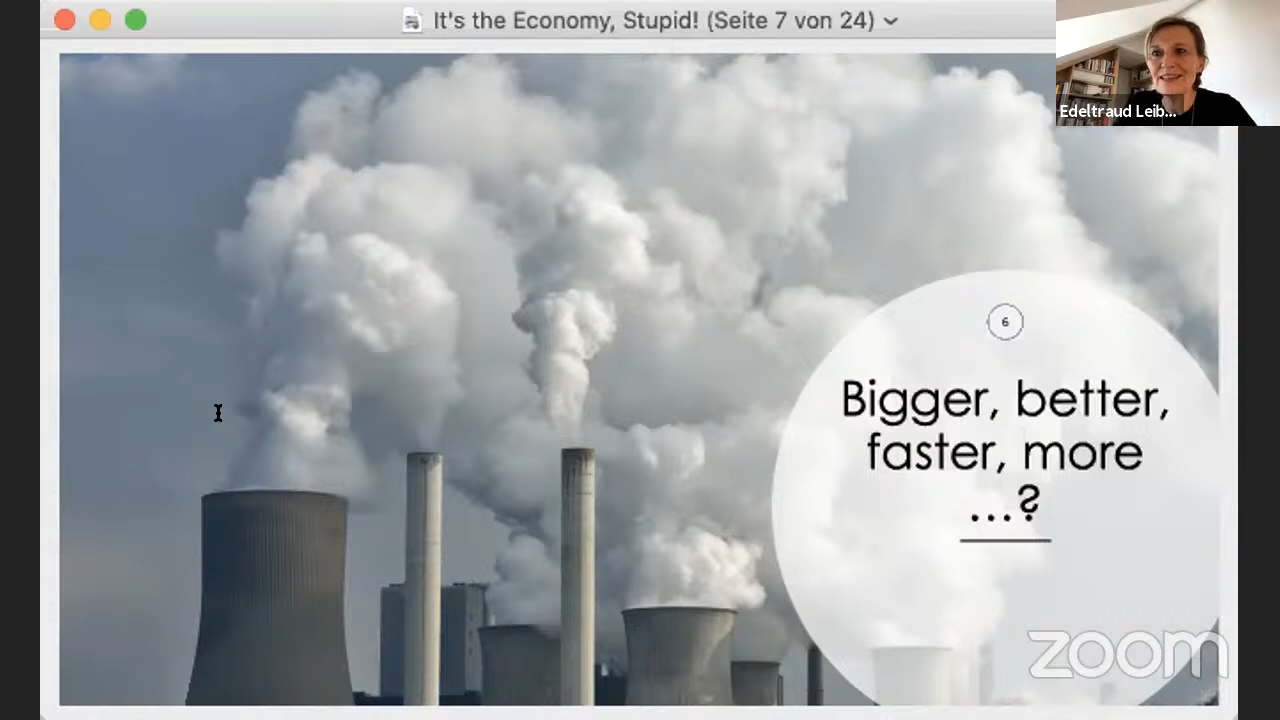 It's the Economy, Stupid! (Seite 7 von 24)
Edeltraud Leib...
6
Bigger, better,
faster, more
...?
zoom